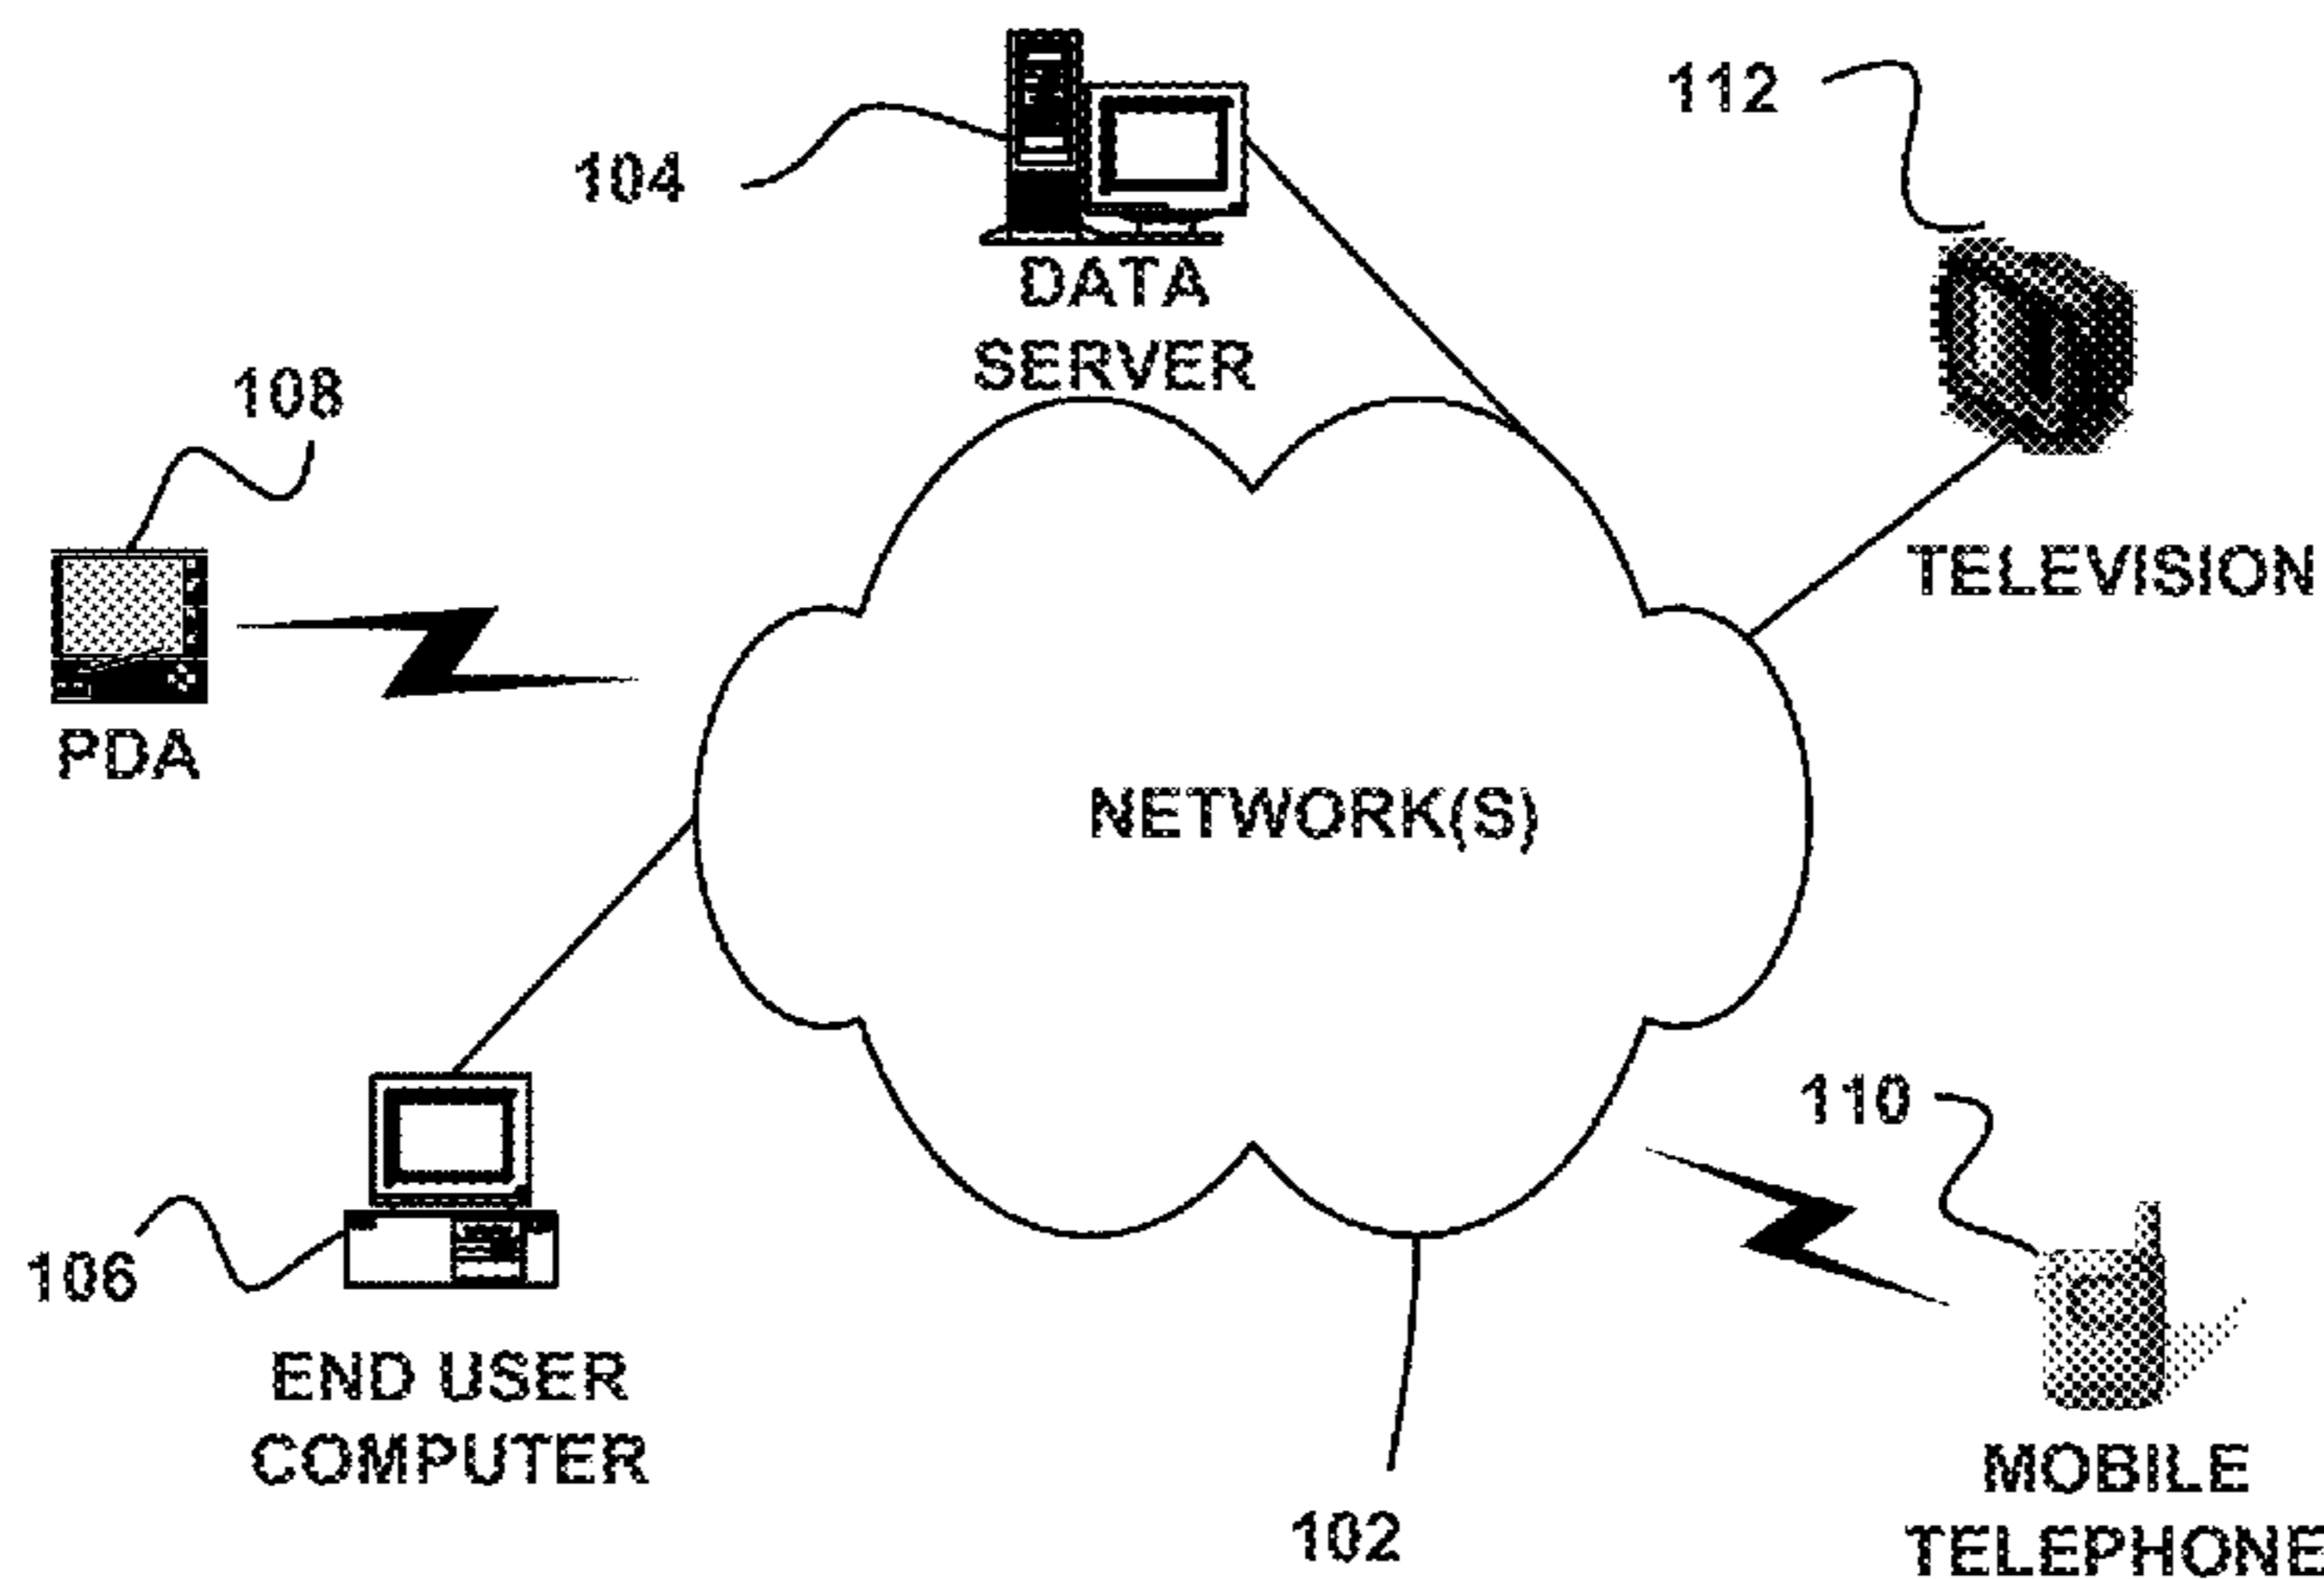 112
104
DATA
SERVER
108
TELEVISION
PDA
NETWORK(S)
110
106
END USER
COMPUTER
MOBILE
TELEPHONE
102